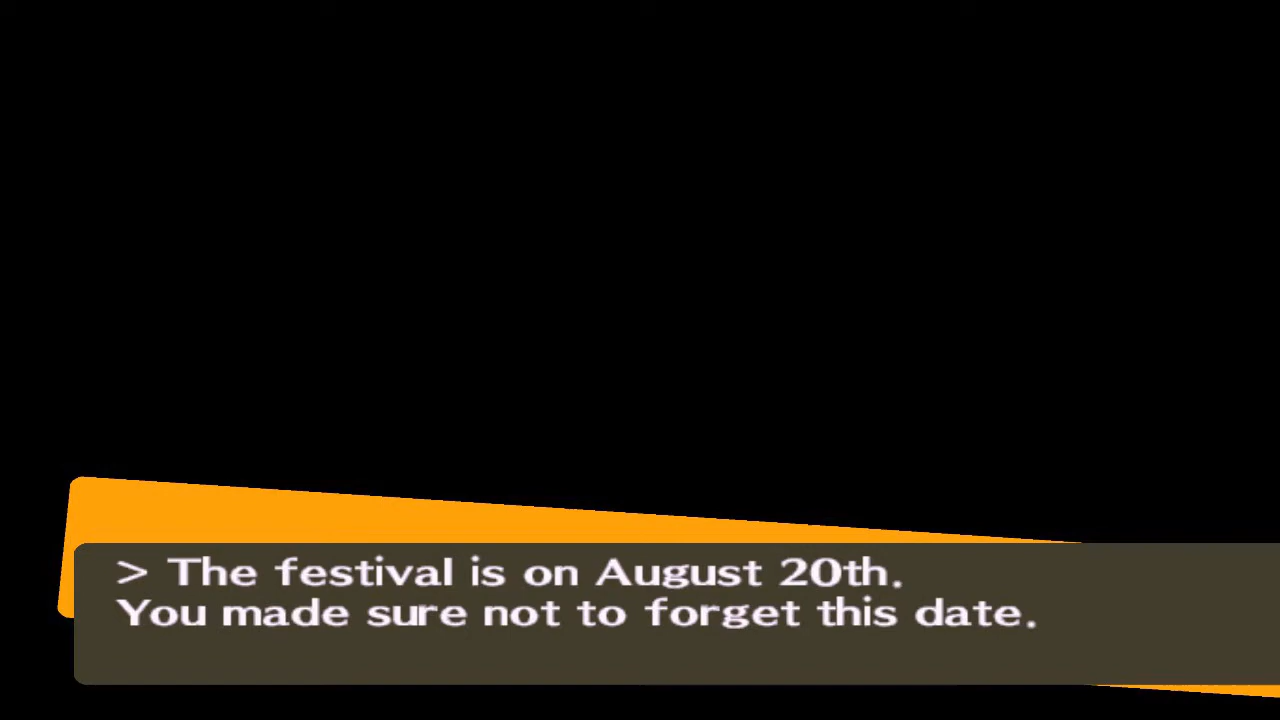 > The festival is on August 20th.
You made sure not to forget this date.